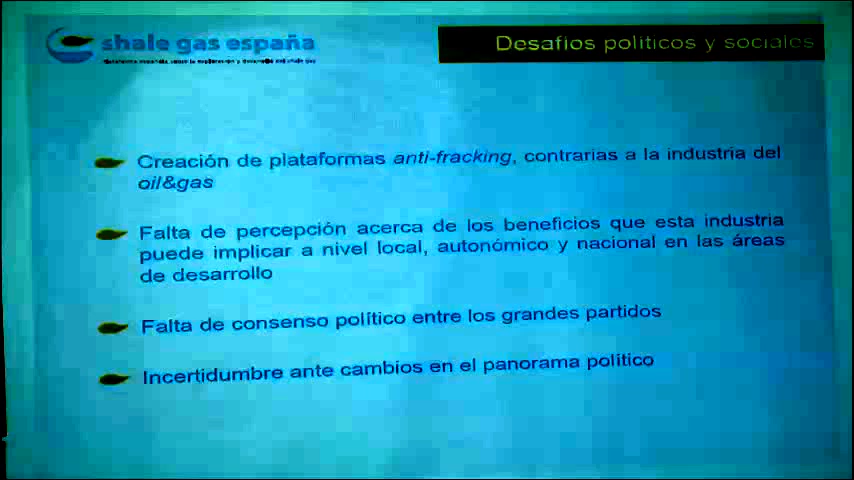 shale gas españa
Desafíos políticos y sociales
Creación de plataformas anti-fracking, contrarias a la industria del
oil&gas
Falta de percepción acerca de los beneficios que esta industria
puede implicar a nivel local, autonómico y nacional en las áreas
de desarrollo
Falta de consenso político entre los grandes partidos
Incertidumbre ante cambios en el panorama político